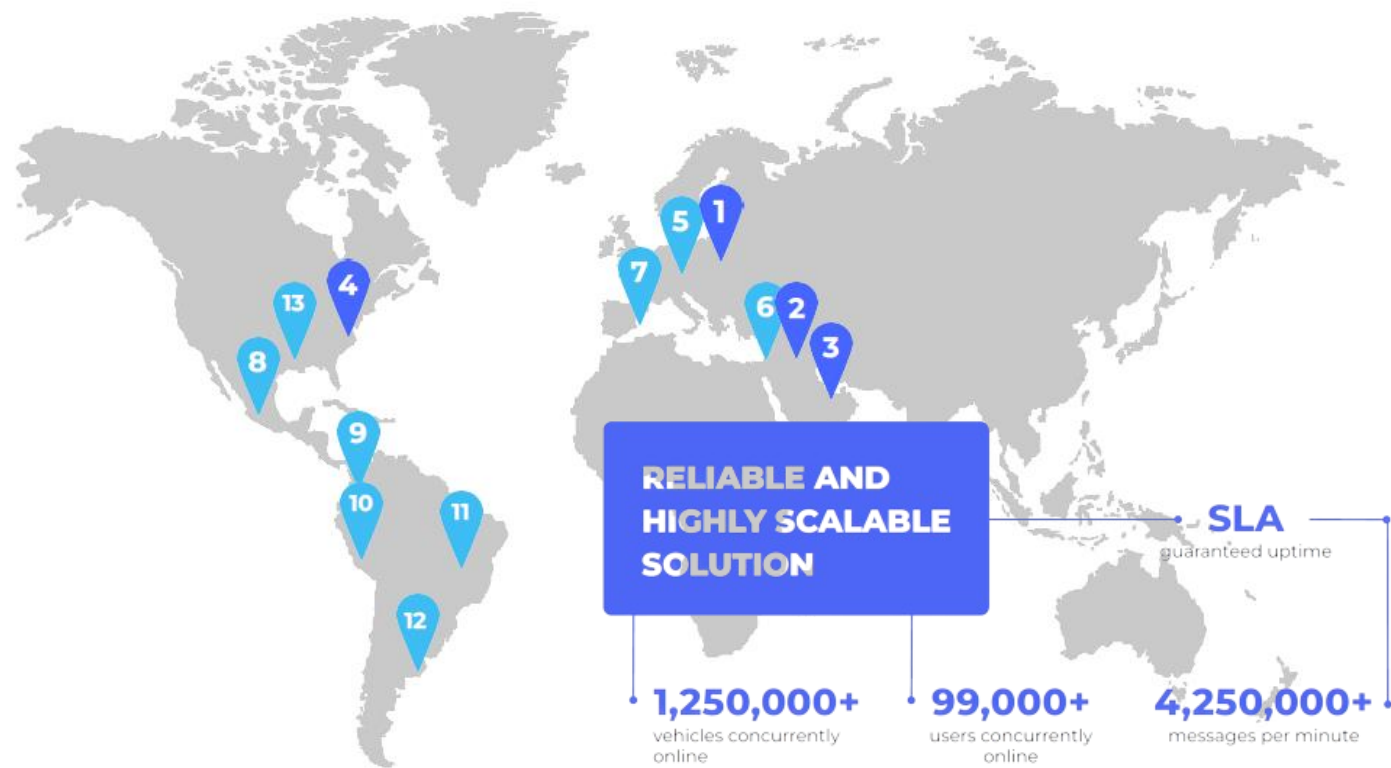 5
1
7
4
13
6
2
3
8
9
10
11
12
RELIABLE AND
HIGHLY SCALABLE
SOLUTION
SLA
guaranteed uptime
1,250,000+
vehicles concurrently
online
99,000+
users concurrently
online
4,250,000+
messages per minute